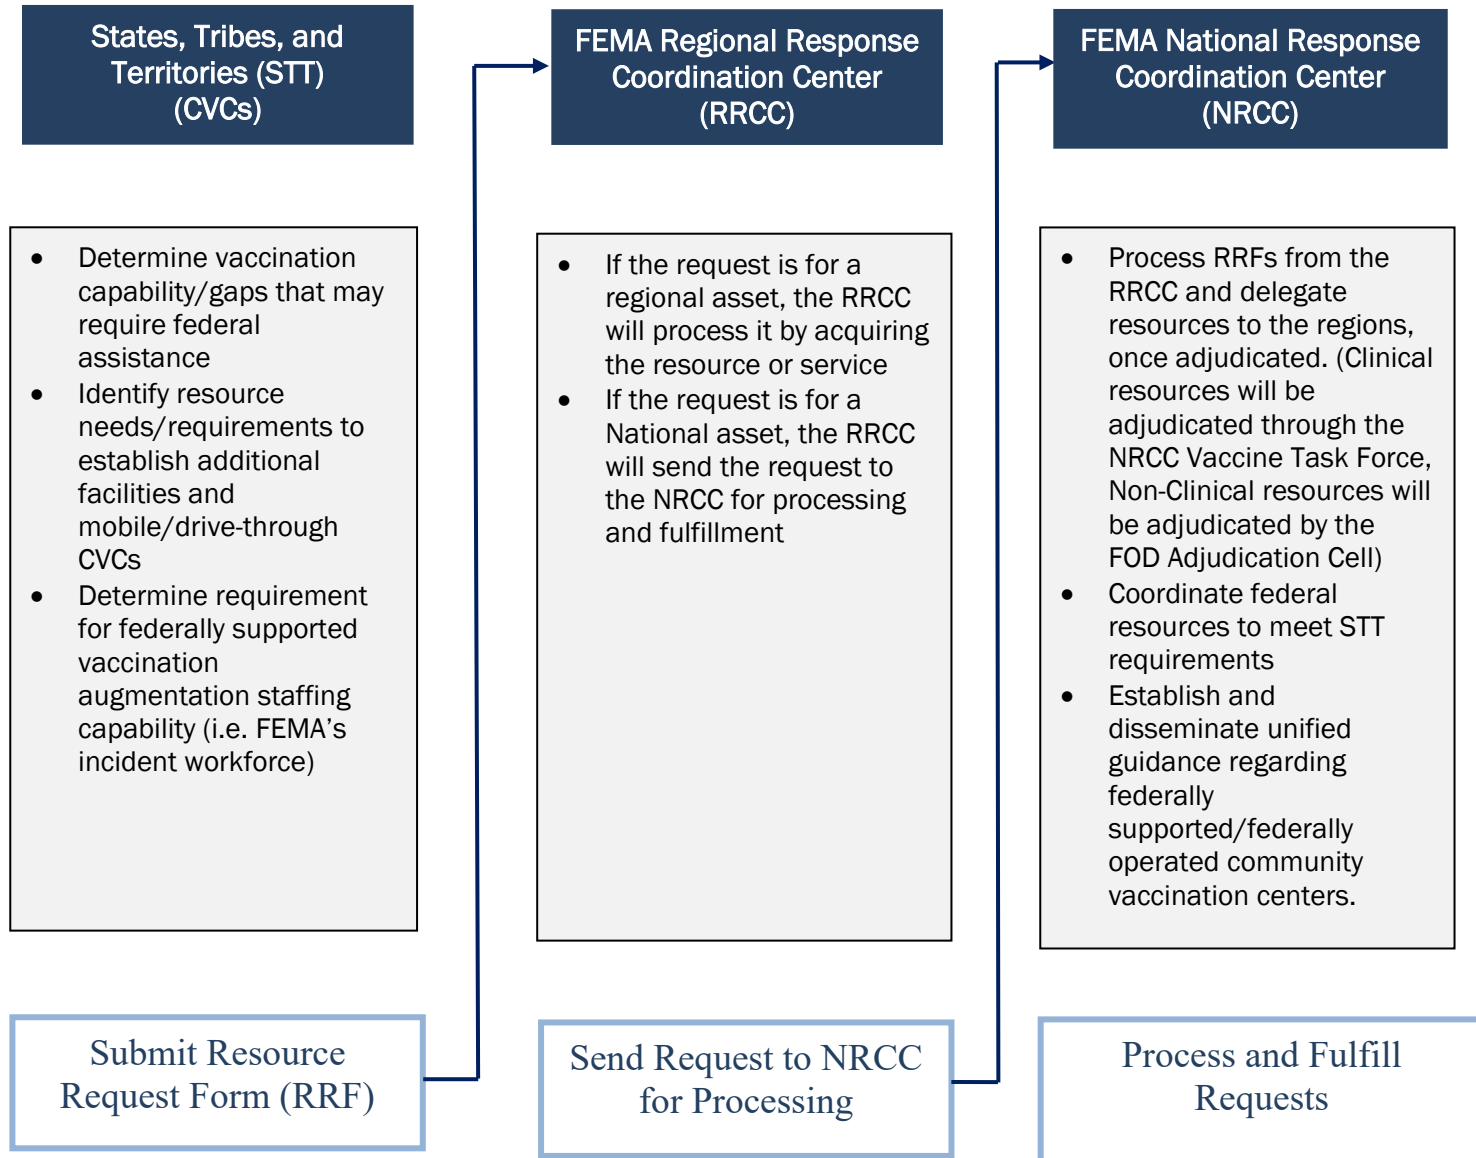 States, Tribes, and
Territories (STT)
(CVCs)
• Determine vaccination
capability/gaps that may
require federal
assistance
• Identify resource
needs/requirements to
establish additional
facilities and
mobile/drive-through
CVCs
• Determine requirement
for federally supported
vaccination
augmentation staffing
capability (i.e. FEMA’s
incident workforce)
Submit Resource
Request Form (RRF)
FEMA Regional Response
Coordination Center
(RRCC)
• If the request is for a
regional asset, the RRCC
will process it by acquiring
the resource or service
• If the request is for a
National asset, the RRCC
will send the request to
the NRCC for processing
and fulfillment
Send Request to NRCC
for Processing
FEMA National Response
Coordination Center
(NRCC)
• Process RRFs from the
RRCC and delegate
resources to the regions,
once adjudicated. (Clinical
resources will be
adjudicated through the
NRCC Vaccine Task Force,
Non-Clinical resources will
be adjudicated by the
FOD Adjudication Cell)
• Coordinate federal
resources to meet STT
requirements
• Establish and
disseminate unified
guidance regarding
federally
supported/federally
operated community
vaccination centers.
Process and Fulfill
Requests